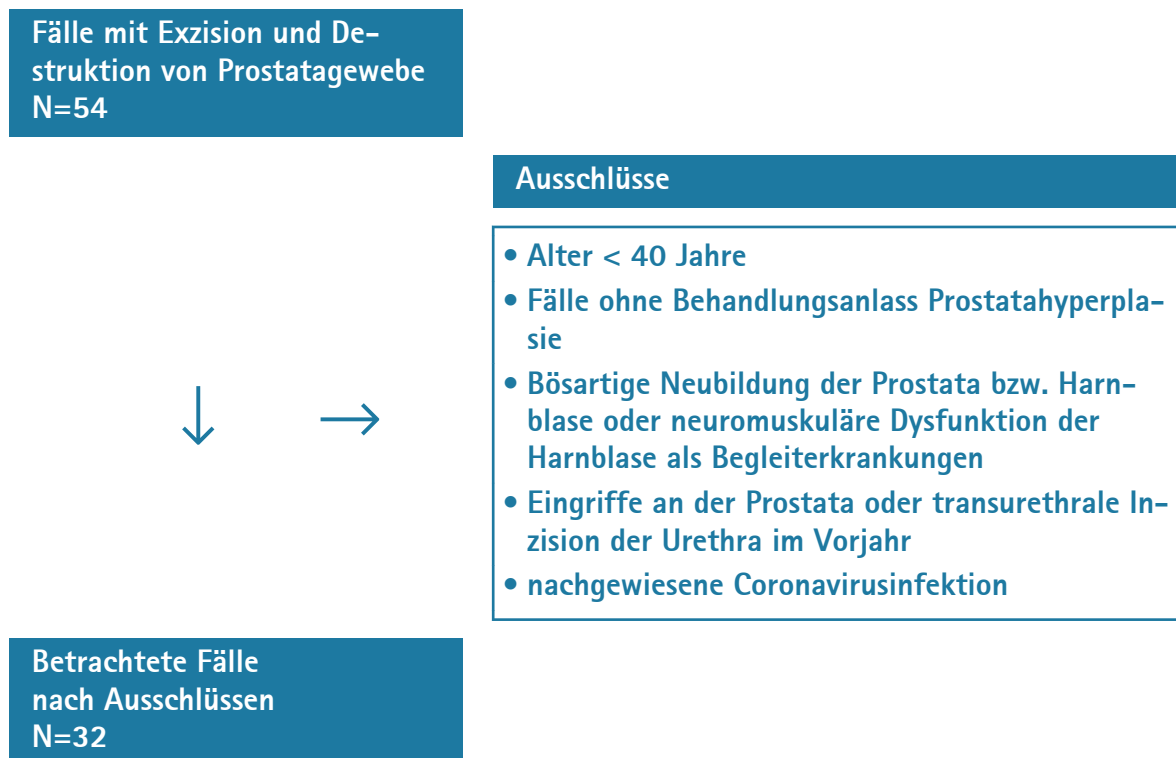 Fälle mit Exzision und De-
struktion von Prostatagewebe
N=54
Ausschlüsse
• Alter < 40 Jahre
• Fälle ohne Behandlungsanlass Prostatahyperpla-
sie
• Bösartige Neubildung der Prostata bzw. Harn-
blase oder neuromuskuläre Dysfunktion der
Harnblase als Begleiterkrankungen
• Eingriffe an der Prostata oder transurethrale In-
zision der Urethra im Vorjahr
• nachgewiesene Coronavirusinfektion
Betrachtete Fälle
nach Ausschlüssen
N=32